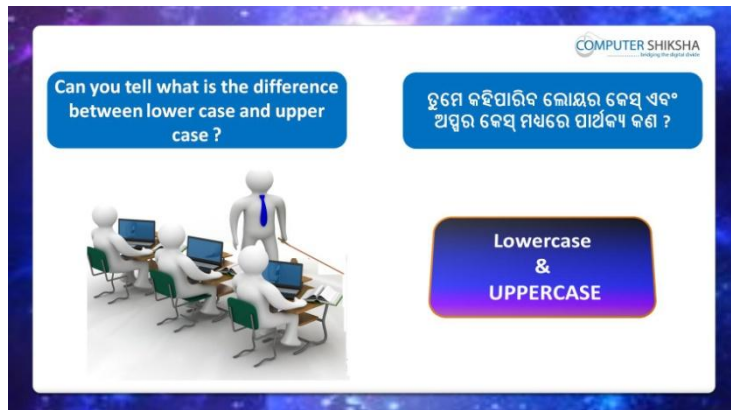 COMPUTER SHIKSHA
bridging the digital divide
Can you tell what is the difference
between lower case and upper
case ?
ତୁମେ କହିପାରିବ ଲୋୟର କେସ୍ ଏବଂ
ଅପ୍ପର କେସ୍ ମଧ୍ୟରେ ପାର୍ଥକ୍ୟ କଣ ?
Lowercase
&
UPPERCASE